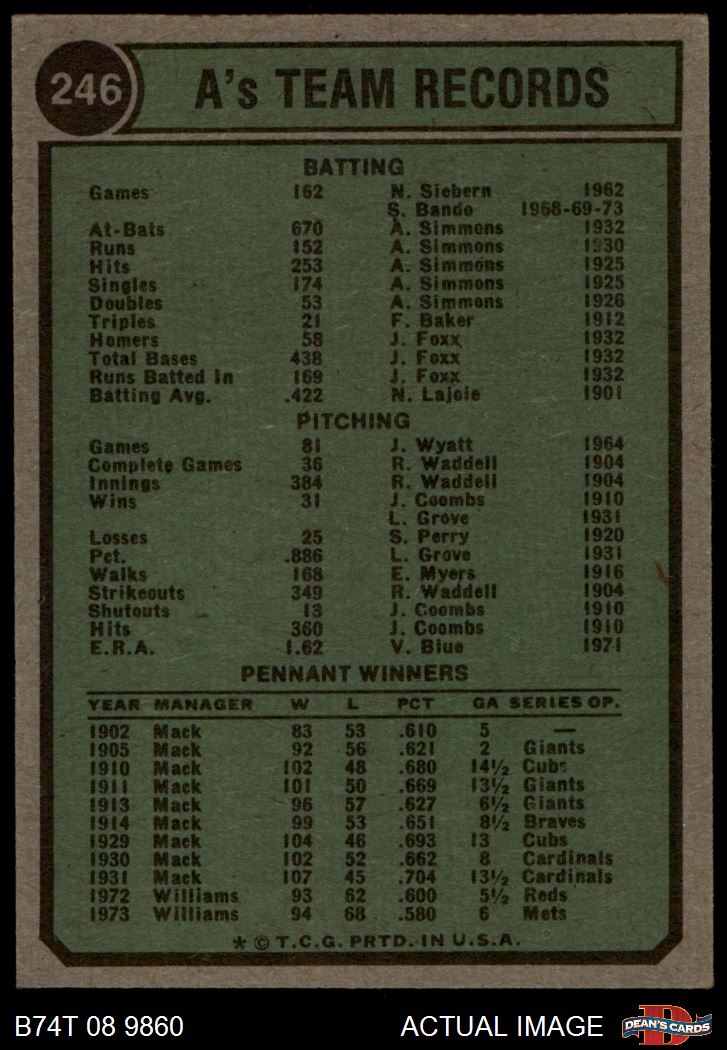 246 A's TEAM RECORDS
BATTING
Games 162 N. Siebern 1962
S. Bando 1968-69-73
At-Bats 670 A. Simmons 1932
Runs 152 A. Simmons 1930
Hits 253 A. Simmons 1925
Singles 174 A. Simmons 1925
Doubles 53 A. Simmons 1926
Triples 21 F. Baker 1912
Homers 58 J. Foxx 1932
Total Bases 438 J. Foxx 1932
Runs Batted In 169 J. Foxx 1932
Batting Avg. .422 N. Lajoie 1901
PITCHING
Games 81 J. Wyatt 1964
Complete Games 36 R. Waddell 1904
Innings 384 R. Waddell 1904
Wins 31 J. Coombs 1910
L. Grove 1931
Losses 25 S. Perry 1920
Pct. .886 L. Grove 1931
Walks 168 E. Myers 1916
Strikeouts 349 R. Waddell 1904
Shutouts 13 J. Coombs 1910
Hits 360 J. Coombs 1910
E.R.A. 1.62 V. Blue 1971
PENNANT WINNERS
YEAR MANAGER W L PCT GA SERIES OP.
1902 Mack 83 53 .610 5 —
1905 Mack 92 56 .621 2 Giants
1910 Mack 102 48 .680 14½ Cubs
1911 Mack 101 50 .669 13½ Giants
1913 Mack 96 57 .627 6½ Giants
1914 Mack 99 53 .651 8½ Braves
1929 Mack 104 46 .693 13 Cubs
1930 Mack 102 52 .662 8 Cardinals
1931 Mack 107 45 .704 13½ Cardinals
1972 Williams 93 62 .600 5½ Reds
1973 Williams 94 68 .580 6 Mets
* © T.C.G. PRTD. IN U.S.A.
B74T 08 9860 ACTUAL IMAGE D DEAN'S CARDS